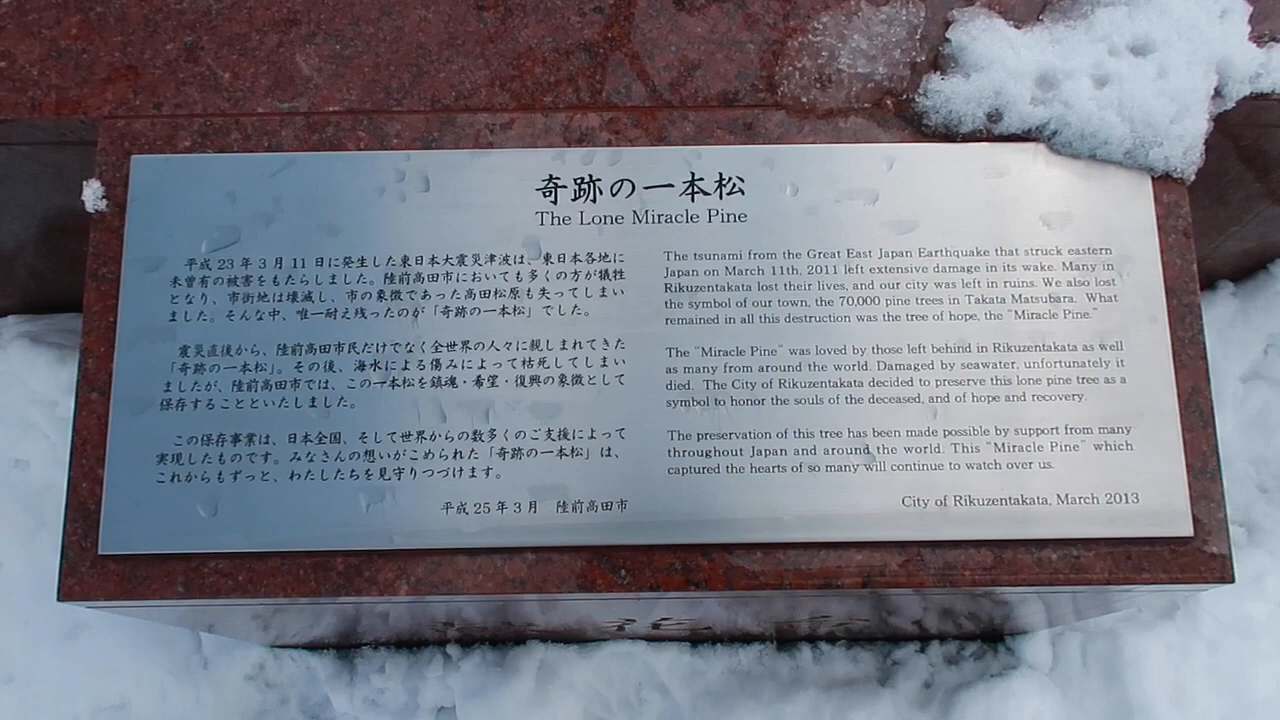 奇跡の一本松
The Lone Miracle Pine
平成23年3月11日に発生した東日本大震災津波は、東日本各地に
未曾有の被害をもたらしました。陸前高田市においても多くの方が犠牲
となり、市街地は壊滅し、市の象徴であった高田松原も失ってしまい
ました。そんな中、唯一耐え残ったのが「奇跡の一本松」でした。
震災直後から、陸前高田市民だけでなく全世界の人々に親しまれてきた
「奇跡の一本松」。その後、海水による傷みによって枯死してしまい
ましたが、陸前高田市では、この一本松を鎮魂・希望・復興の象徴として
保存することといたしました。
この保存事業は、日本全国、そして世界からの数多くのご支援によって
実現したものです。みなさんの想いがこめられた「奇跡の一本松」は、
これからもずっと、わたしたちを見守りつづけます。
平成25年3月 陸前高田市
The tsunami from the Great East Japan Earthquake that struck eastern
Japan on March 11th, 2011 left extensive damage in its wake. Many in
Rikuzentakata lost their lives, and our city was left in ruins. We also lost
the symbol of our town, the 70,000 pine trees in Takata Matsubara. What
remained in all this destruction was the tree of hope, the "Miracle Pine."
The "Miracle Pine" was loved by those left behind in Rikuzentakata as well
as many from around the world. Damaged by seawater, unfortunately it
died. The City of Rikuzentakata decided to preserve this lone pine tree as a
symbol to honor the souls of the deceased, and of hope and recovery.
The preservation of this tree has been made possible by support from many
throughout Japan and around the world. This "Miracle Pine" which
captured the hearts of so many will continue to watch over us.
City of Rikuzentakata, March 2013